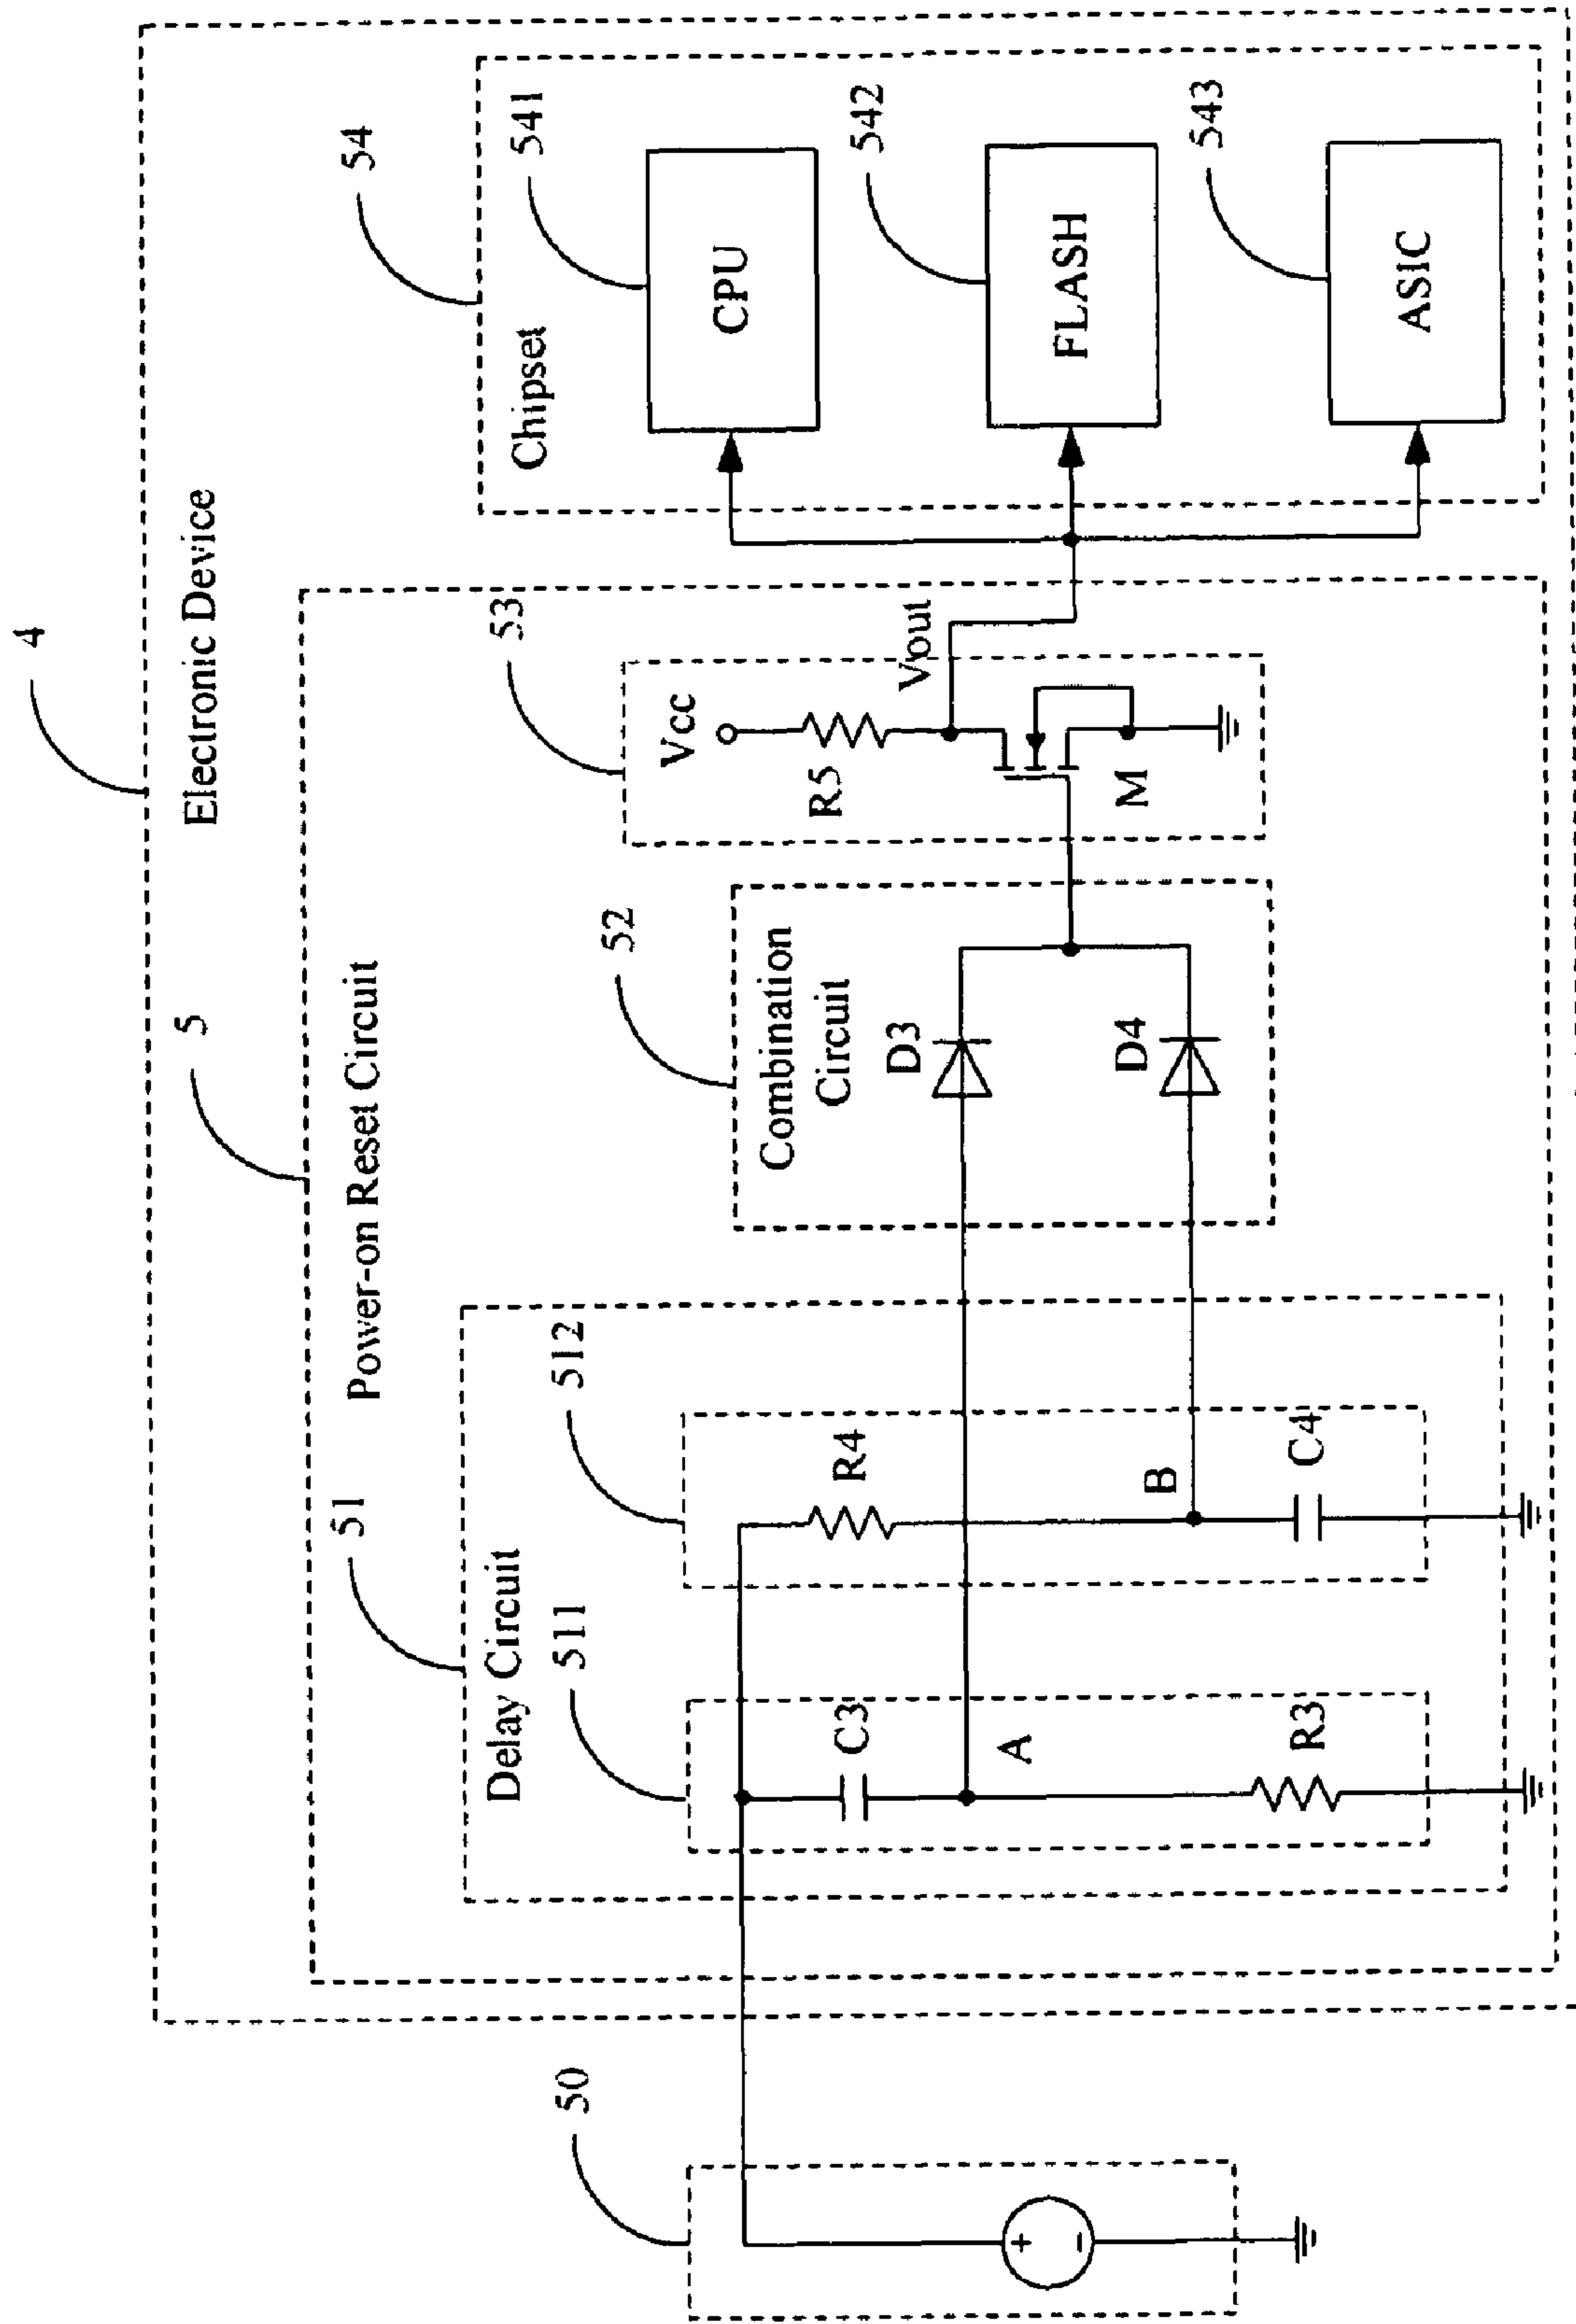 4
Electronic Device
5
Power-on Reset Circuit
54
Chipset
541
CPU
542
FLASH
543
ASIC
53
Vcc
R5
Vout
M
52
Combination
Circuit
D3
D4
51
Delay Circuit
512
R4
B
C4
511
C3
A
R3
50
+
-